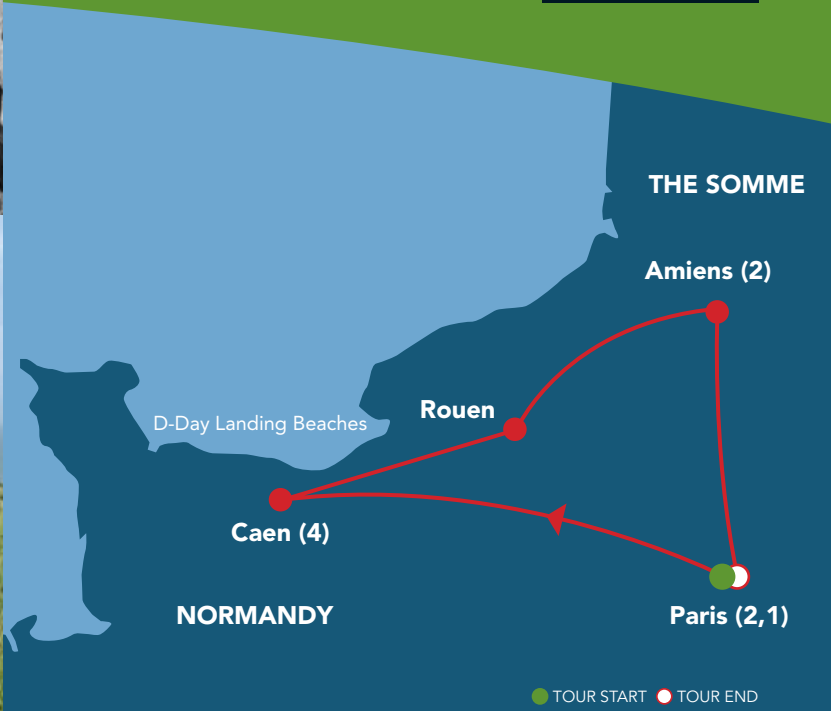 THE SOMME
Amiens (2)
Rouen
D-Day Landing Beaches
Caen (4)
NORMANDY
Paris (2,1)
TOUR START TOUR END